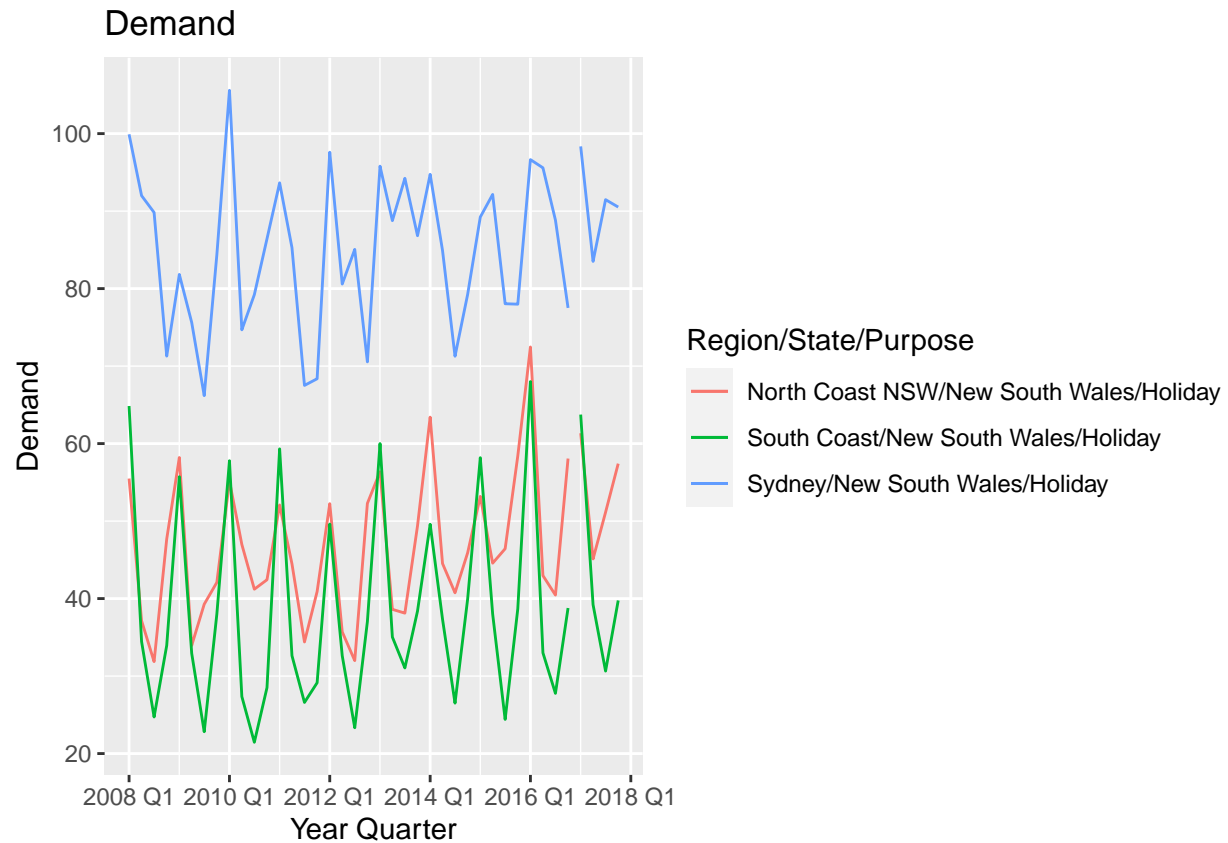 Demand
100
80
60
40
20
Demand
2008 Q1 2010 Q1 2012 Q1 2014 Q1 2016 Q1 2018 Q1
Year Quarter
Region/State/Purpose
North Coast NSW/New South Wales/Holiday
South Coast/New South Wales/Holiday
Sydney/New South Wales/Holiday